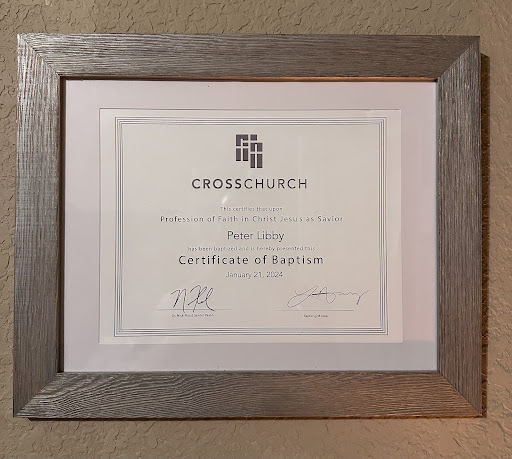 CROSSCHURCH
This certifies that upon
Profession of Faith in Christ Jesus as Savior
Peter Libby
has been baptized and is hereby presented this
Certificate of Baptism
January 21, 2024